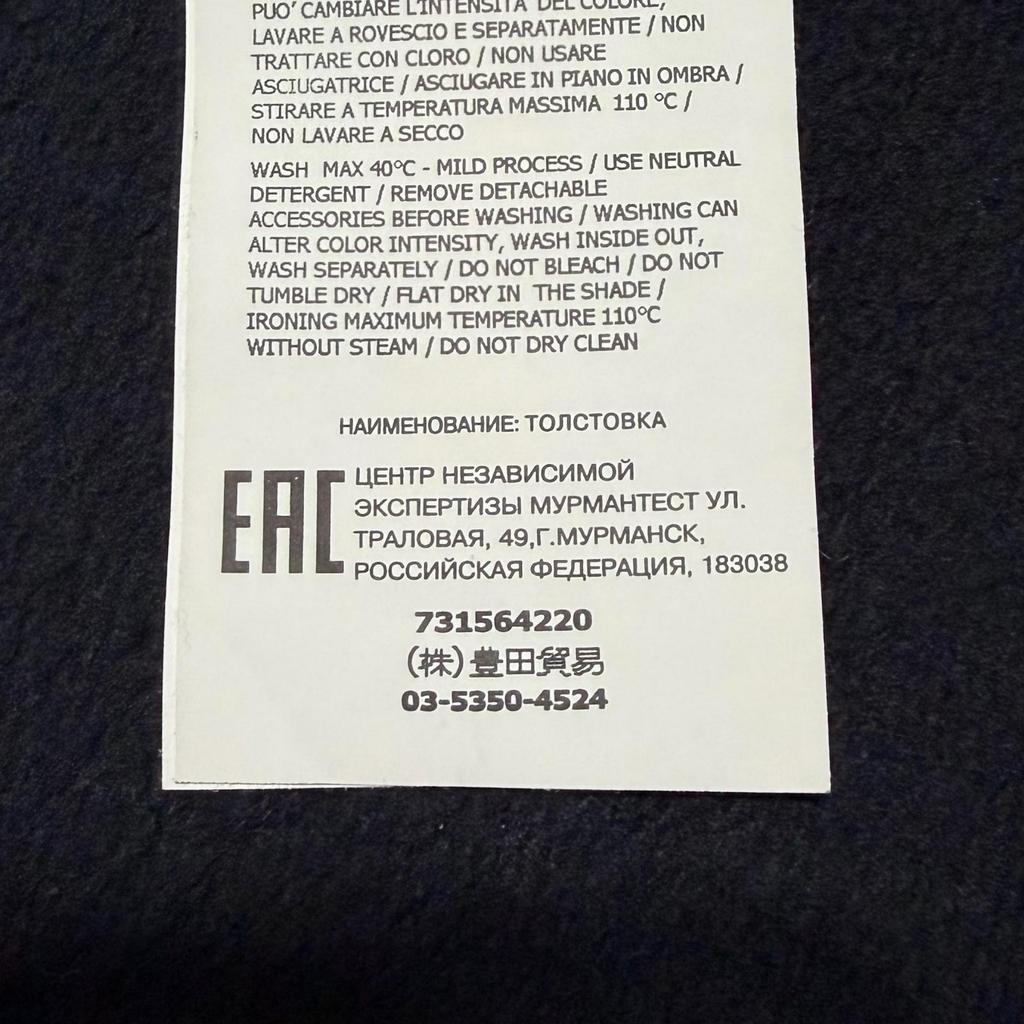 PUO' CAMBIARE L'INTENSITA' DEL COLORE,
LAVARE A ROVESCIO E SEPARATAMENTE / NON
TRATTARE CON CLORO / NON USARE
ASCIUGATRICE / ASCIUGARE IN PIANO IN OMBRA /
STIRARE A TEMPERATURA MASSIMA 110 °C /
NON LAVARE A SECCO
WASH MAX 40°C - MILD PROCESS / USE NEUTRAL
DETERGENT / REMOVE DETACHABLE
ACCESSORIES BEFORE WASHING / WASHING CAN
ALTER COLOR INTENSITY, WASH INSIDE OUT,
WASH SEPARATELY / DO NOT BLEACH / DO NOT
TUMBLE DRY / FLAT DRY IN THE SHADE /
IRONING MAXIMUM TEMPERATURE 110°C
WITHOUT STEAM / DO NOT DRY CLEAN
НАИМЕНОВАНИЕ: ТОЛСТОВКА
EAC
ЦЕНТР НЕЗАВИСИМОЙ
ЭКСПЕРТИЗЫ МУРМАНТЕСТ УЛ.
ТРАЛОВАЯ, 49,Г.МУРМАНСК,
РОССИЙСКАЯ ФЕДЕРАЦИЯ, 183038
731564220
(株)豊田貿易
03-5350-4524